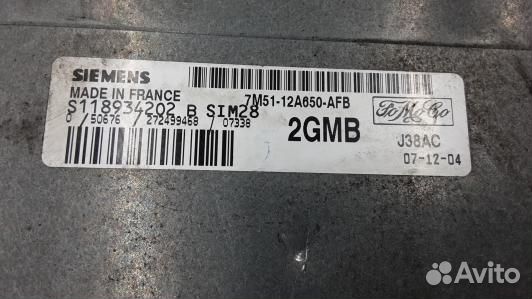 SIEMENS
MADE IN FRANCE
7M51-12A650-AFB
S118934202 B SIM28
0 / 50676 / 272499469 / 07338
2GMB
FoMoCo
J38AC
07-12-04
Avito